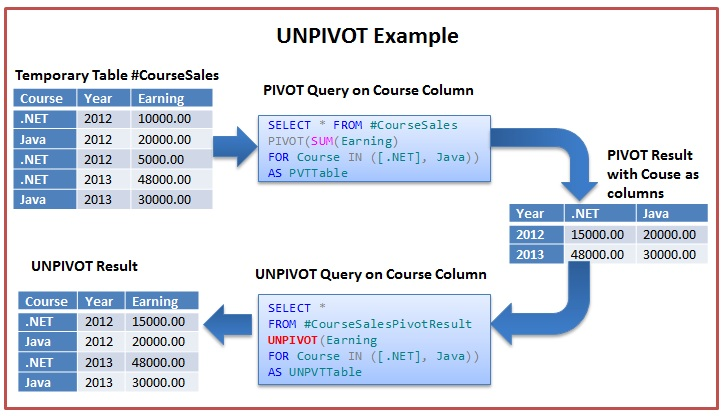 UNPIVOT Example
Temporary Table #CourseSales
Course Year Earning
.NET 2012 10000.00
Java 2012 20000.00
.NET 2012 5000.00
.NET 2013 48000.00
Java 2013 30000.00
PIVOT Query on Course Column
SELECT * FROM #CourseSales
PIVOT(SUM(Earning)
FOR Course IN ([.NET], Java))
AS PVTTable
PIVOT Result
with Couse as
columns
Year .NET Java
2012 15000.00 20000.00
2013 48000.00 30000.00
UNPIVOT Query on Course Column
SELECT *
FROM #CourseSalesPivotResult
UNPIVOT(Earning
FOR Course IN ([.NET], Java))
AS UNPVTTable
UNPIVOT Result
Course Year Earning
.NET 2012 15000.00
Java 2012 20000.00
.NET 2013 48000.00
Java 2013 30000.00